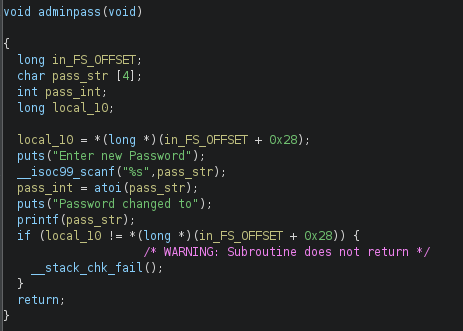 void adminpass(void)
{
long in_FS_OFFSET;
char pass_str [4];
int pass_int;
long local_10;
local_10 = *(long *)(in_FS_OFFSET + 0x28);
puts("Enter new Password");
__isoc99_scanf("%s",pass_str);
pass_int = atoi(pass_str);
puts("Password changed to");
printf(pass_str);
if (local_10 != *(long *)(in_FS_OFFSET + 0x28)) {
/* WARNING: Subroutine does not return */
__stack_chk_fail();
}
return;
}